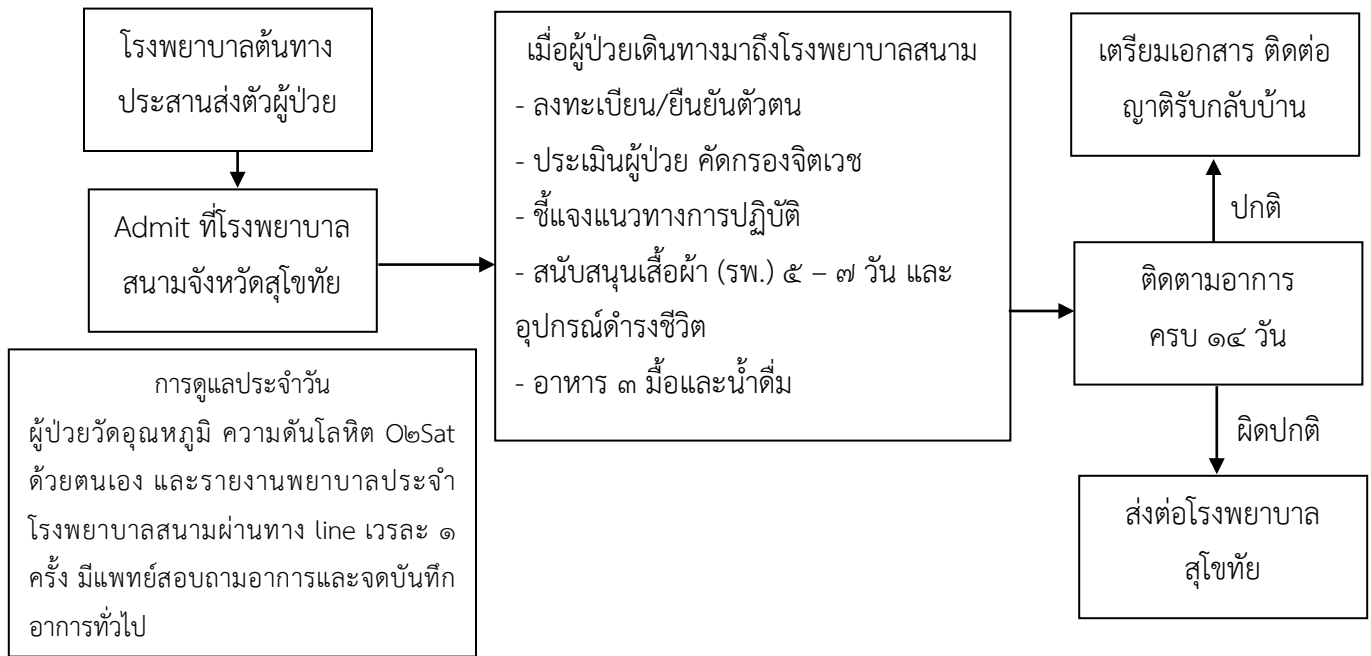 โรงพยาบาลต้นทาง
ประสานส่งตัวผู้ป่วย
Admit ที่โรงพยาบาล
สนามจังหวัดสุโขทัย
การดูแลประจำวัน
ผู้ป่วยวัดอุณหภูมิ ความดันโลหิต O๒Sat
ด้วยตนเอง และรายงานพยาบาลประจำ
โรงพยาบาลสนามผ่านทาง line เวรละ ๑
ครั้ง มีแพทย์สอบถามอาการและจดบันทึก
อาการทั่วไป
เมื่อผู้ป่วยเดินทางมาถึงโรงพยาบาลสนาม
- ลงทะเบียน/ยืนยันตัวตน
- ประเมินผู้ป่วย คัดกรองจิตเวช
- ชี้แจงแนวทางการปฏิบัติ
- สนับสนุนเสื้อผ้า (รพ.) ๕ – ๗ วัน และ
อุปกรณ์ดำรงชีวิต
- อาหาร ๓ มื้อและน้ำดื่ม
เตรียมเอกสาร ติดต่อ
ญาติรับกลับบ้าน
ปกติ
ติดตามอาการ
ครบ ๑๔ วัน
ผิดปกติ
ส่งต่อโรงพยาบาล
สุโขทัย